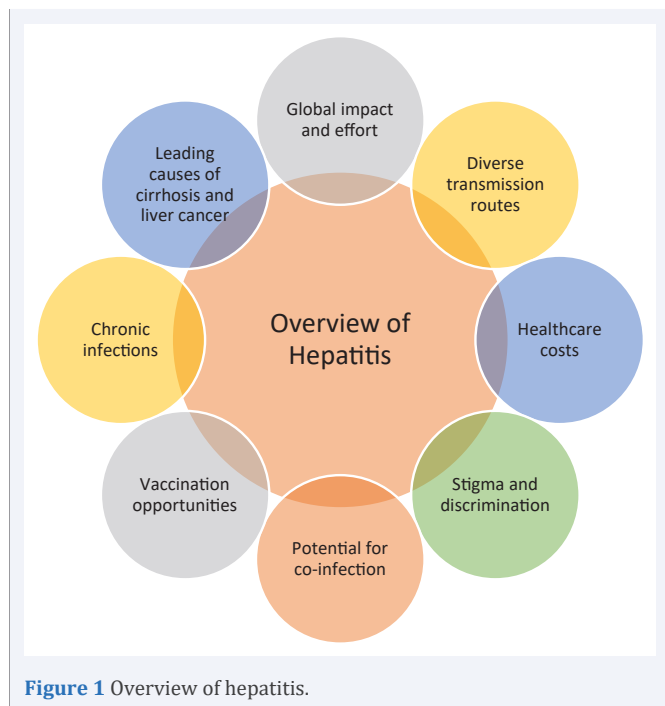 Global impact
and effort
Diverse
transmission
routes
Healthcare
costs
Stigma and
discrimination
Potential for
co-infection
Vaccination
opportunities
Chronic
infections
Leading
causes of
cirrhosis and
liver cancer
Overview of
Hepatitis
Figure 1 Overview of hepatitis.